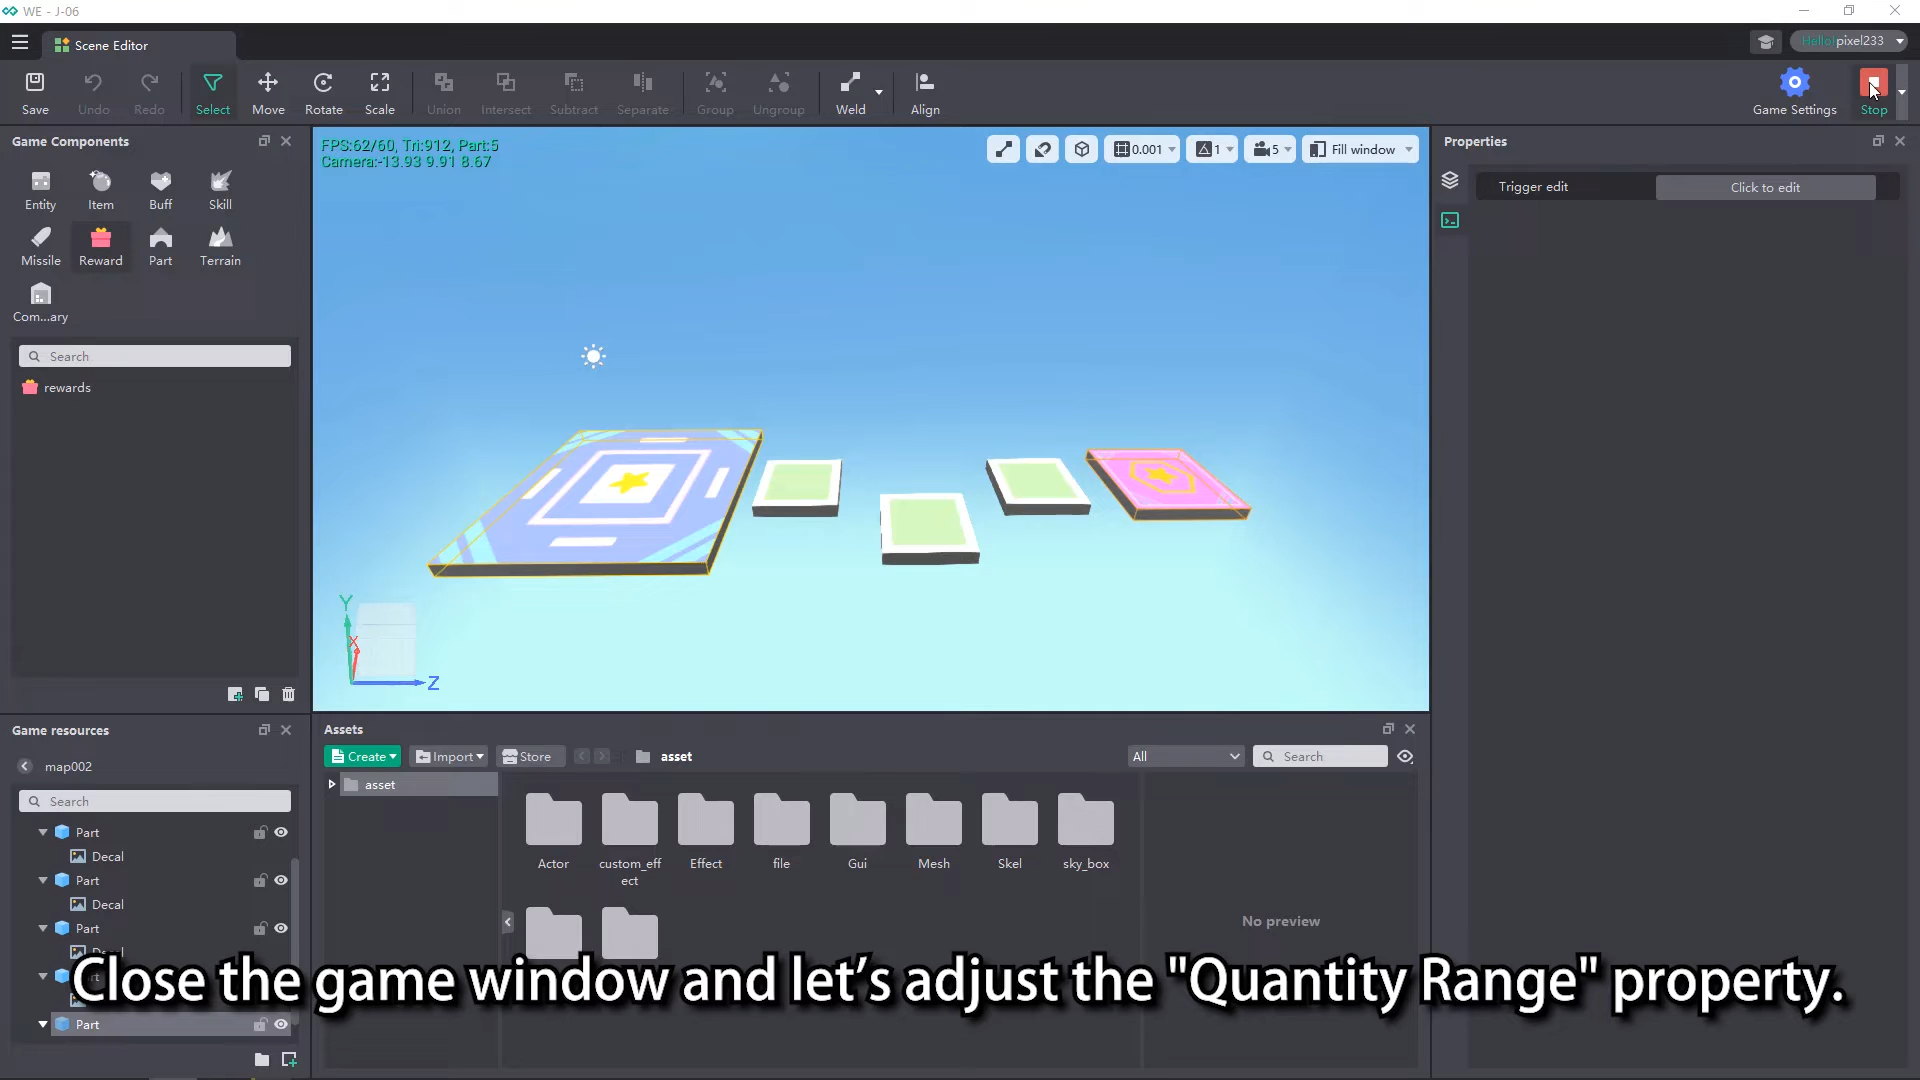 WE - J-06
Scene Editor
Hello!pixel233
Save
Undo
Redo
Select
Move
Rotate
Scale
Union
Intersect
Subtract
Separate
Group
Ungroup
Weld
Align
Game Settings
Stop
Game Components
Entity
Item
Buff
Skill
Missile
Reward
Part
Terrain
Com...ary
Search
rewards
FPS:62/60, Tri:912, Part:5
Camera:-13.93 9.91 8.67
0.001
1
5
Fill window
Y
X
Z
Properties
Trigger edit
Click to edit
Game resources
map002
Search
Part
Decal
Part
Decal
Part
Decal
Part
Part
Assets
Create
Import
Store
asset
All
Search
asset
Actor
custom_eff
ect
Effect
file
Gui
Mesh
Skel
sky_box
No preview
Close the game window and let’s adjust the "Quantity Range" property.